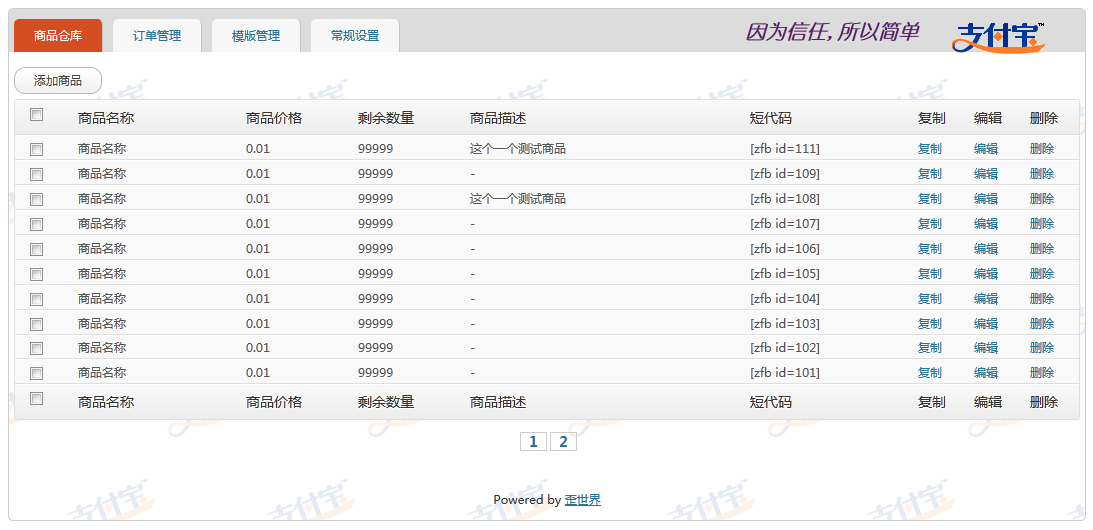 商品仓库 订单管理 模版管理 常规设置 因为信任，所以简单 支付宝™
添加商品
商品名称 商品价格 剩余数量 商品描述 短代码 复制 编辑 删除
商品名称 0.01 99999 这个一个测试商品 [zfb id=111] 复制 编辑 删除
商品名称 0.01 99999 - [zfb id=109] 复制 编辑 删除
商品名称 0.01 99999 这个一个测试商品 [zfb id=108] 复制 编辑 删除
商品名称 0.01 99999 - [zfb id=107] 复制 编辑 删除
商品名称 0.01 99999 - [zfb id=106] 复制 编辑 删除
商品名称 0.01 99999 - [zfb id=105] 复制 编辑 删除
商品名称 0.01 99999 - [zfb id=104] 复制 编辑 删除
商品名称 0.01 99999 - [zfb id=103] 复制 编辑 删除
商品名称 0.01 99999 - [zfb id=102] 复制 编辑 删除
商品名称 0.01 99999 - [zfb id=101] 复制 编辑 删除
商品名称 商品价格 剩余数量 商品描述 短代码 复制 编辑 删除
1 2
Powered by 歪世界